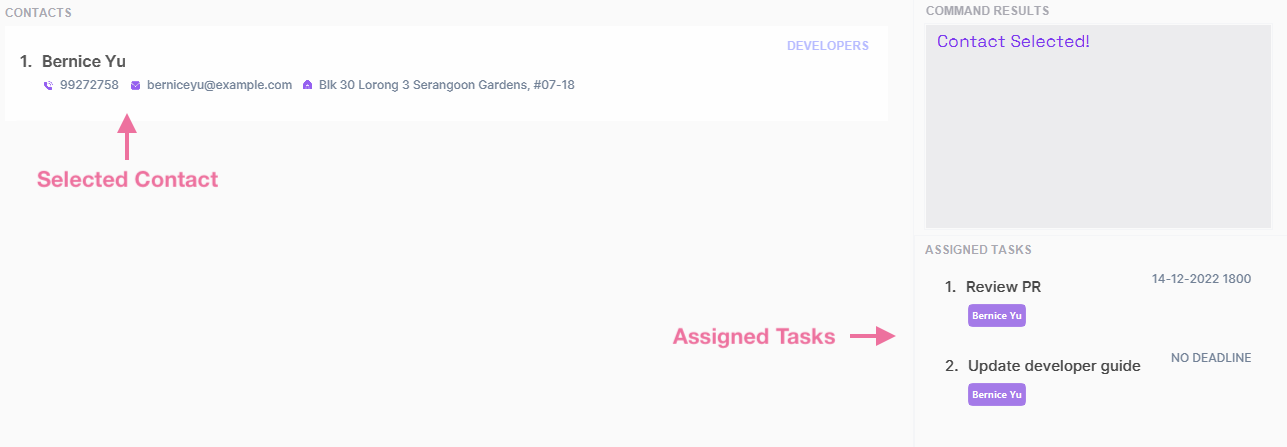 CONTACTS
1. Bernice Yu
DEVELOPERS
99272758 berniceyu@example.com Blk 30 Lorong 3 Serangoon Gardens, #07-18
Selected Contact
COMMAND RESULTS
Contact Selected!
ASSIGNED TASKS
1. Review PR
14-12-2022 1800
Bernice Yu
Assigned Tasks
2. Update developer guide
NO DEADLINE
Bernice Yu